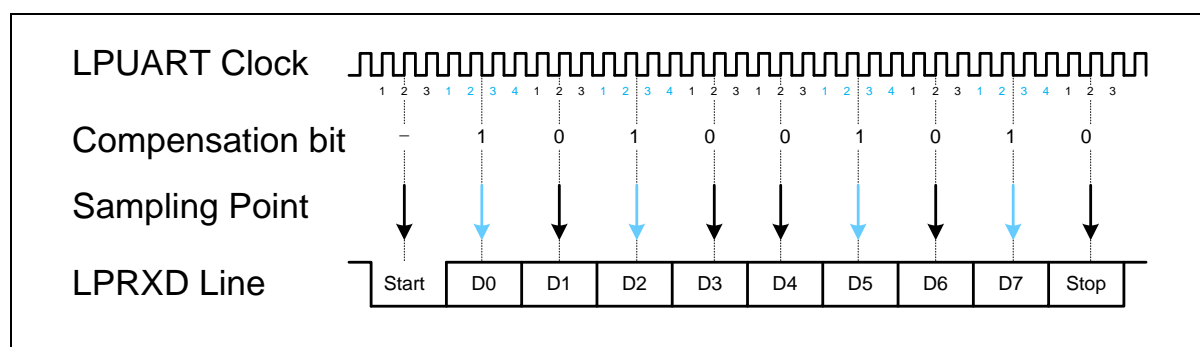 LPUART Clock
1 2 3 1 2 3 4 1 2 3 1 2 3 4 1 2 3 1 2 3 1 2 3 4 1 2 3 1 2 3 4 1 2 3
Compensation bit – 1 0 1 0 0 1 0 1 0
Sampling Point
LPRXD Line Start D0 D1 D2 D3 D4 D5 D6 D7 Stop